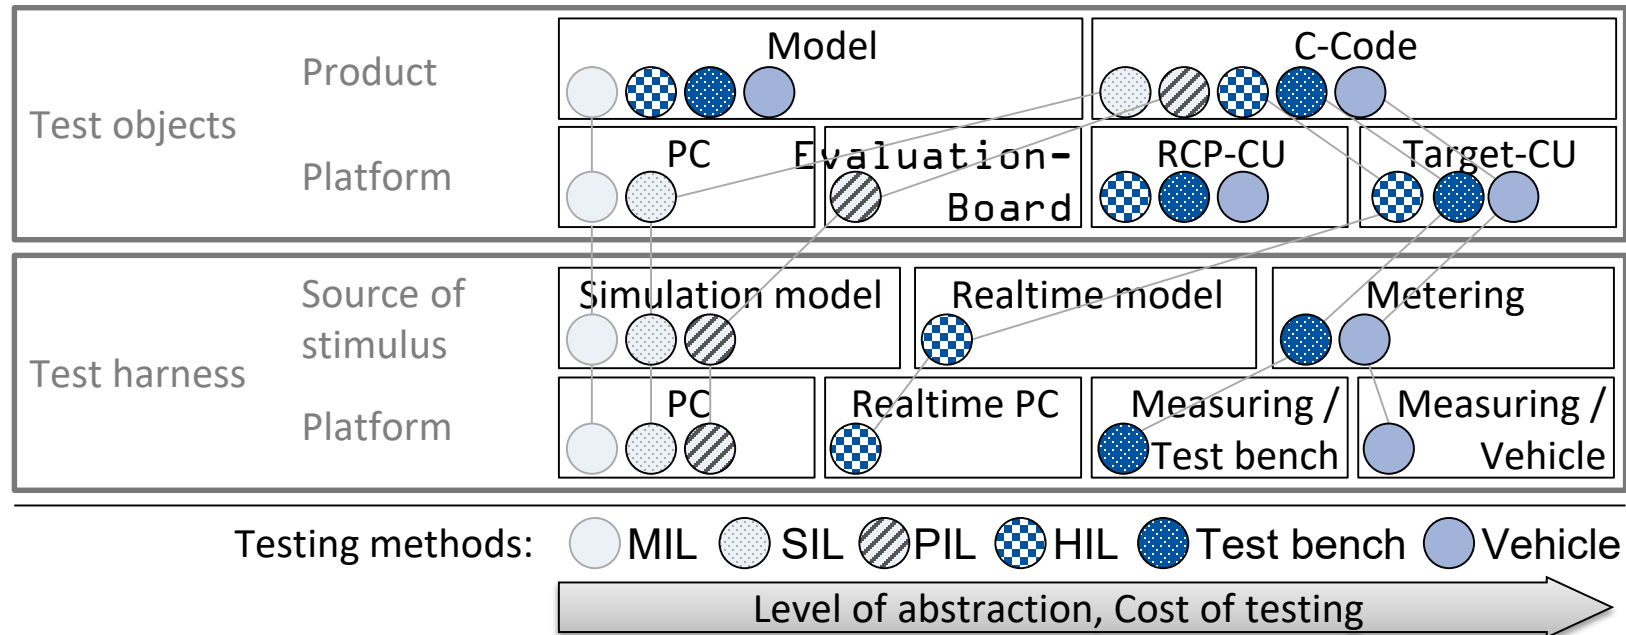 Test objects
Product
Model
C-Code
Platform
PC
Evaluation-
Board
RCP-CU
Target-CU
Test harness
Source of
stimulus
Simulation model
Realtime model
Metering
Platform
PC
Realtime PC
Measuring /
Test bench
Measuring /
Vehicle
Testing methods: MIL SIL PIL HIL Test bench Vehicle
Level of abstraction, Cost of testing